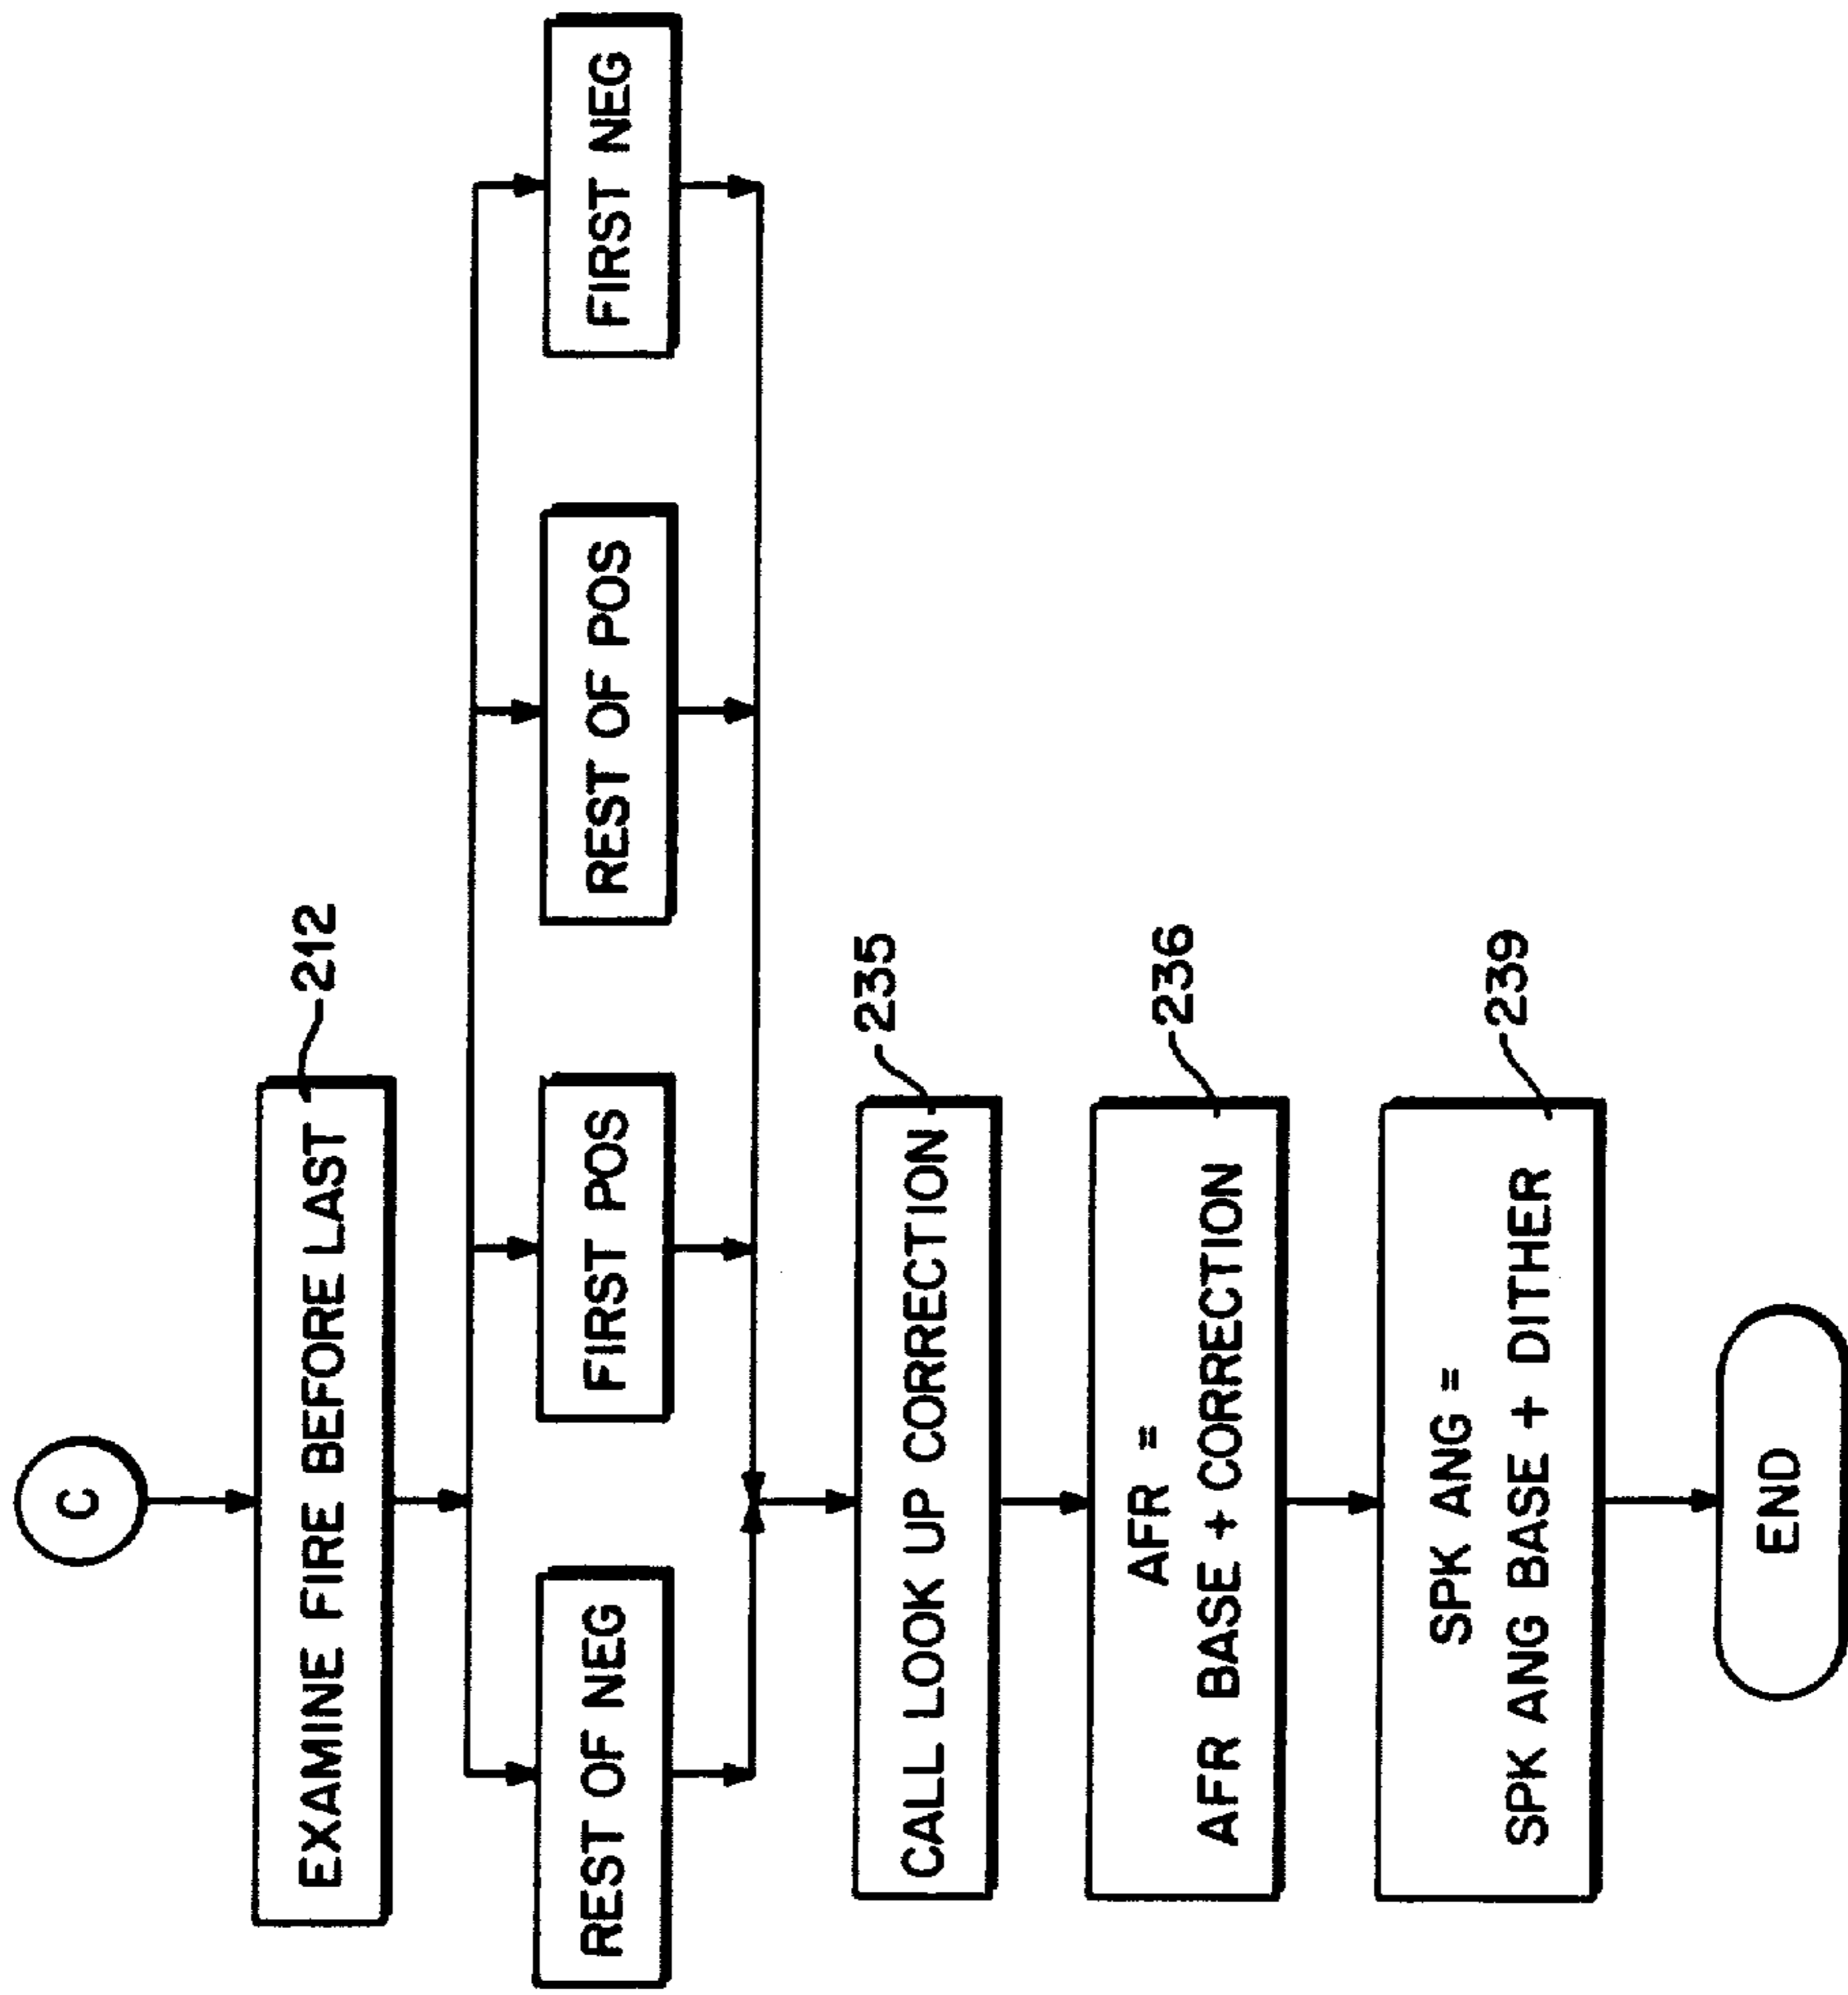 C
EXAMINE FIRE BEFORE LAST
212
REST OF NEG
FIRST POS
REST OF POS
FIRST NEG
CALL LOOK UP CORRECTION
235
AFR =
AFR BASE + CORRECTION
236
SPK ANG =
SPK ANG BASE + DITHER
239
END